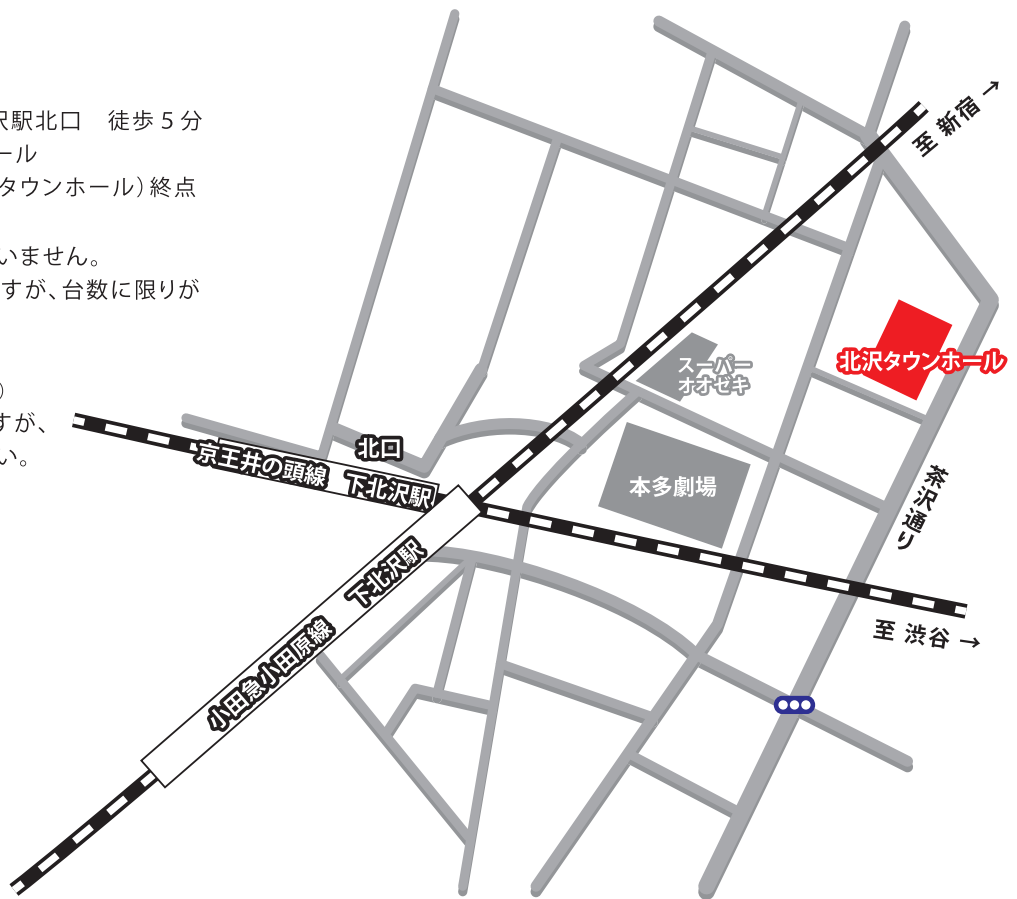 沢駅北口　徒歩 5 分
ール
タウンホール)終点
いません。
すが、台数に限りが
)
すが、
い。
至 新宿 →
スーパー
オオゼキ
北沢タウンホール
北口
京王井の頭線　下北沢駅
本多劇場
茶沢通り
下北沢駅
小田急小田原線
至 渋谷 →